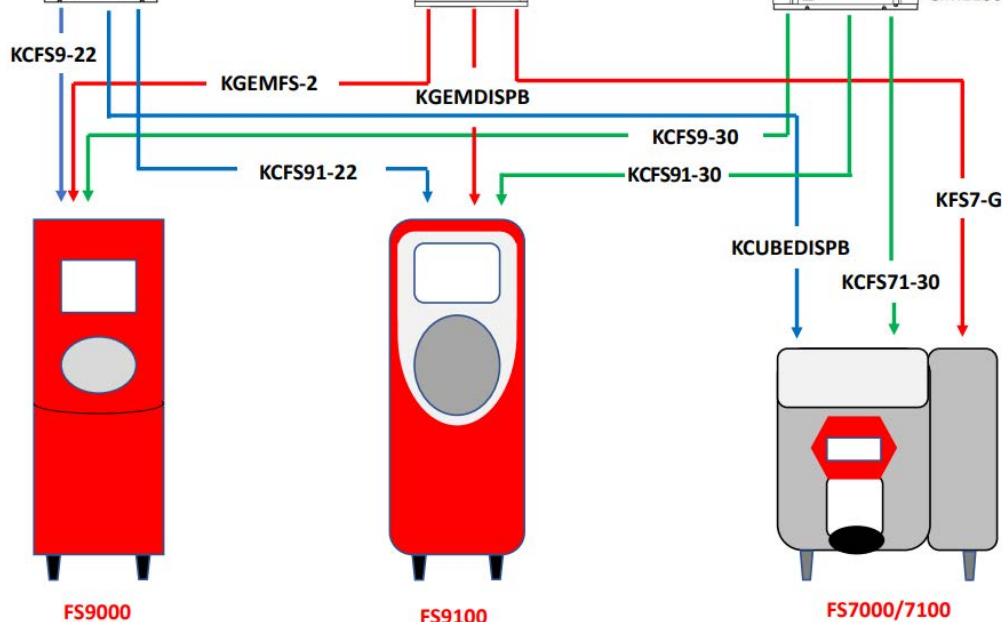 KCFS9-22
KGEMFS-2
KGEMDISPB
KCFS9-30
KCFS91-22
KCFS91-30
KFS7-G
KCUBEDISPB
KCFS71-30
FS9000
FS9100
FS7000/7100